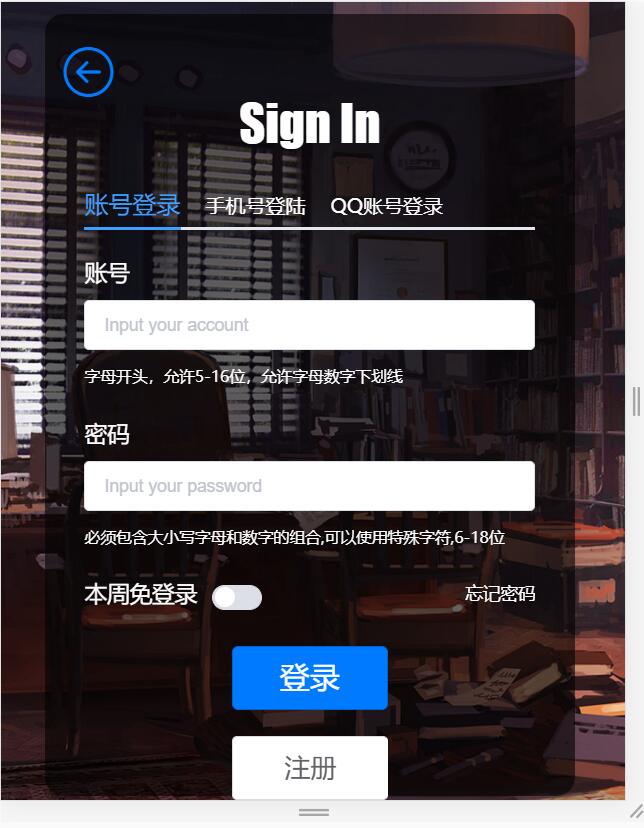 Sign In
账号登录 手机号登陆 QQ账号登录
账号
Input your account
字母开头，允许5-16位，允许字母数字下划线
密码
Input your password
必须包含大小写字母和数字的组合,可以使用特殊字符,6-18位
本周免登录 忘记密码
登录
注册